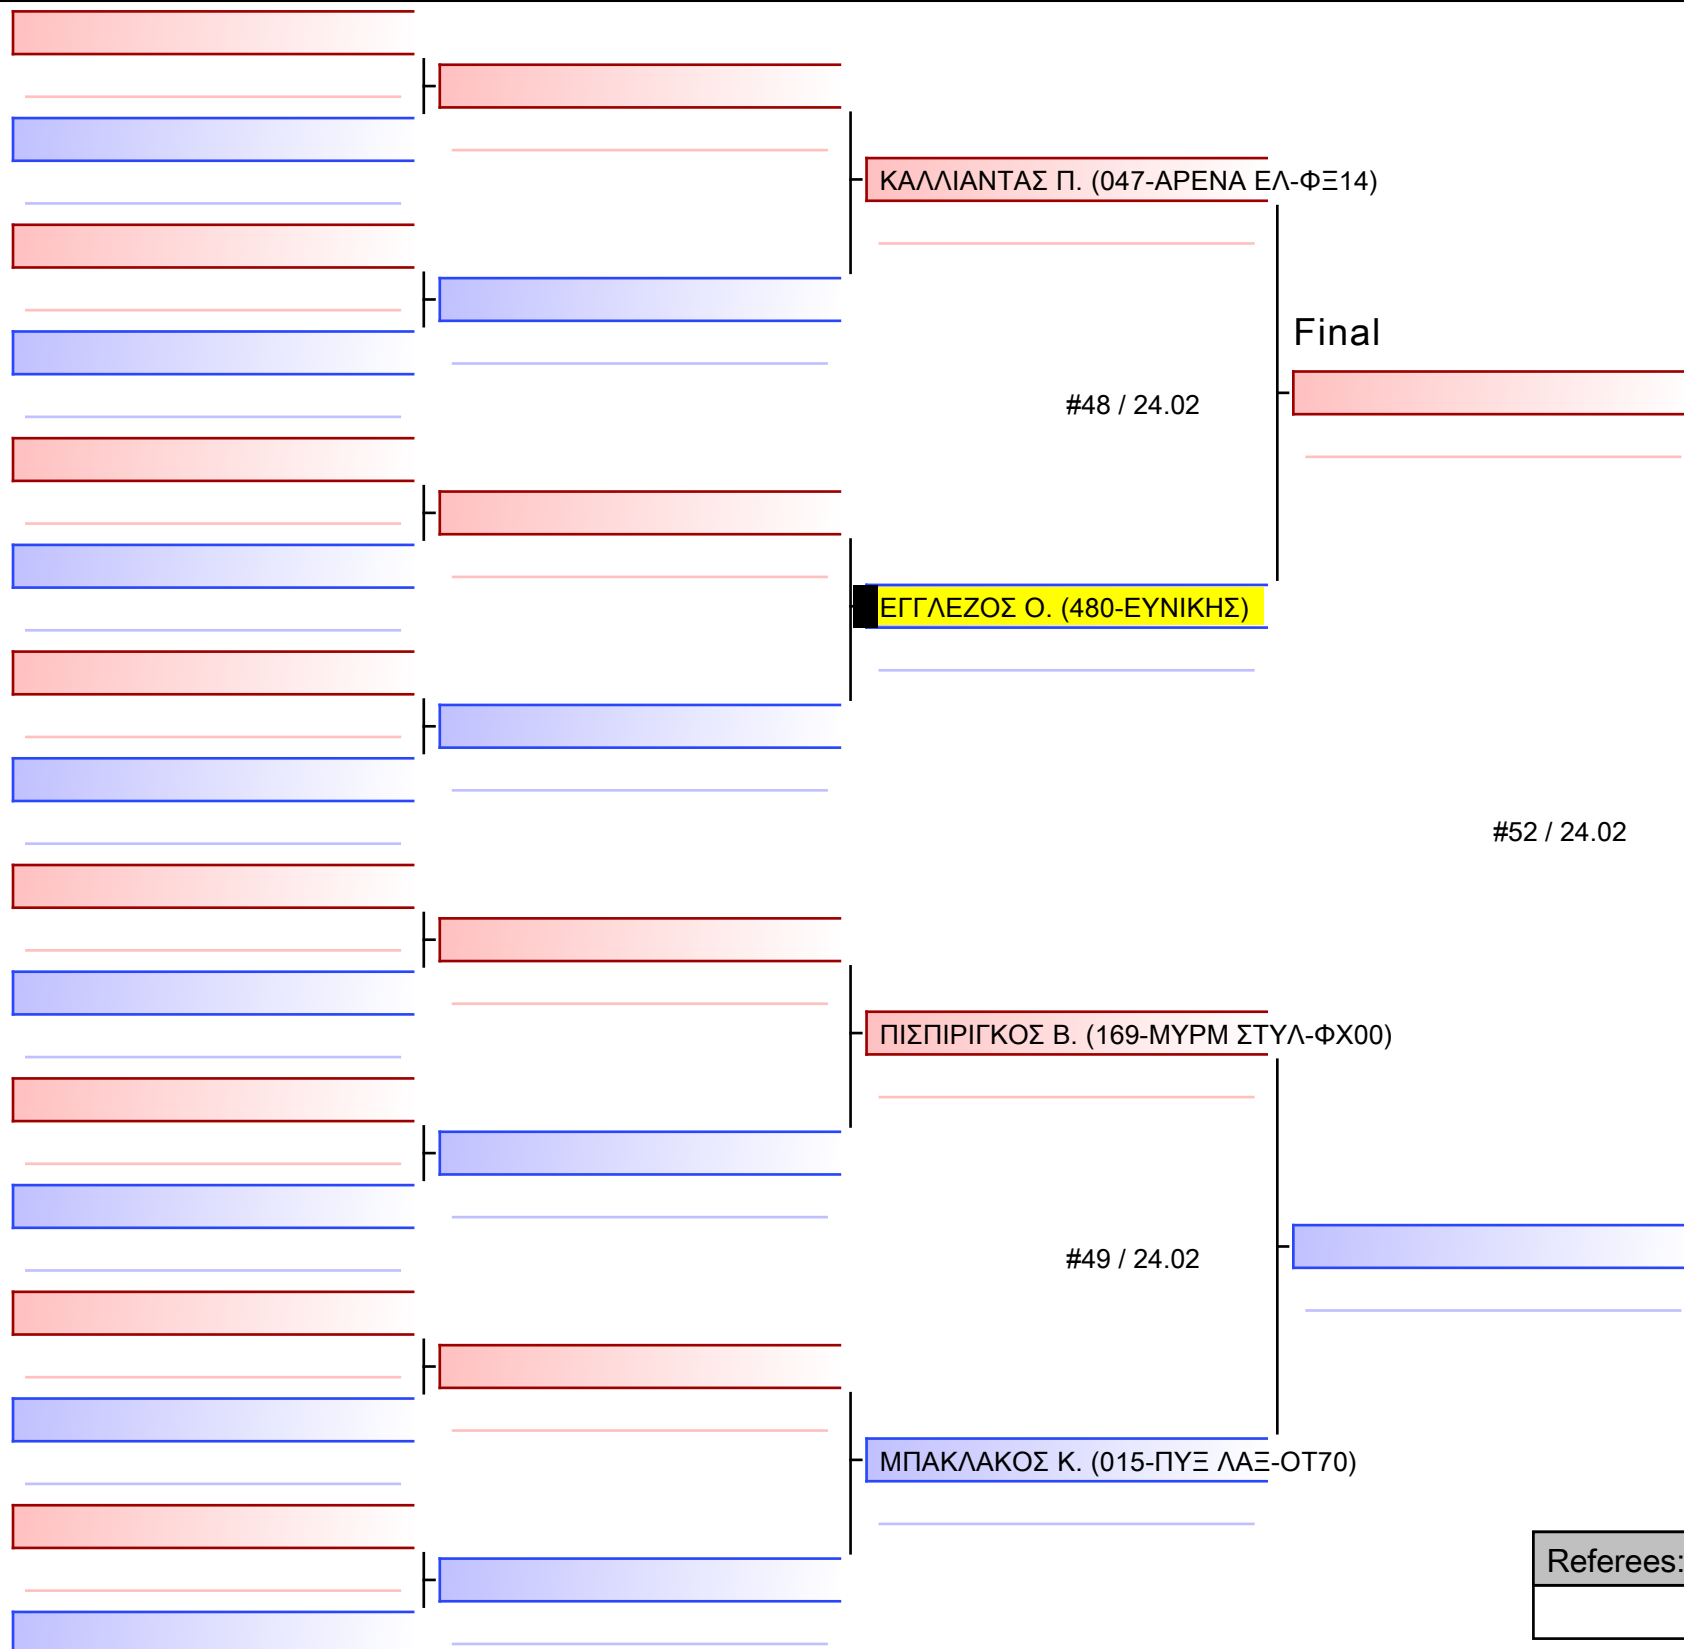 ΚΑΛΛΙΑΝΤΑΣ Π. (047-ΑΡΕΝΑ ΕΛ-ΦΞ14)
Final
#48 / 24.02
ΕΓΓΛΕΖΟΣ Ο. (480-ΕΥΝΙΚΗΣ)
#52 / 24.02
ΠΙΣΠΙΡΙΓΚΟΣ Β. (169-ΜΥΡΜ ΣΤΥΛ-ΦΧ00)
#49 / 24.02
ΜΠΑΚΛΑΚΟΣ Κ. (015-ΠΥΞ ΛΑΞ-ΟΤ70)
Referees: